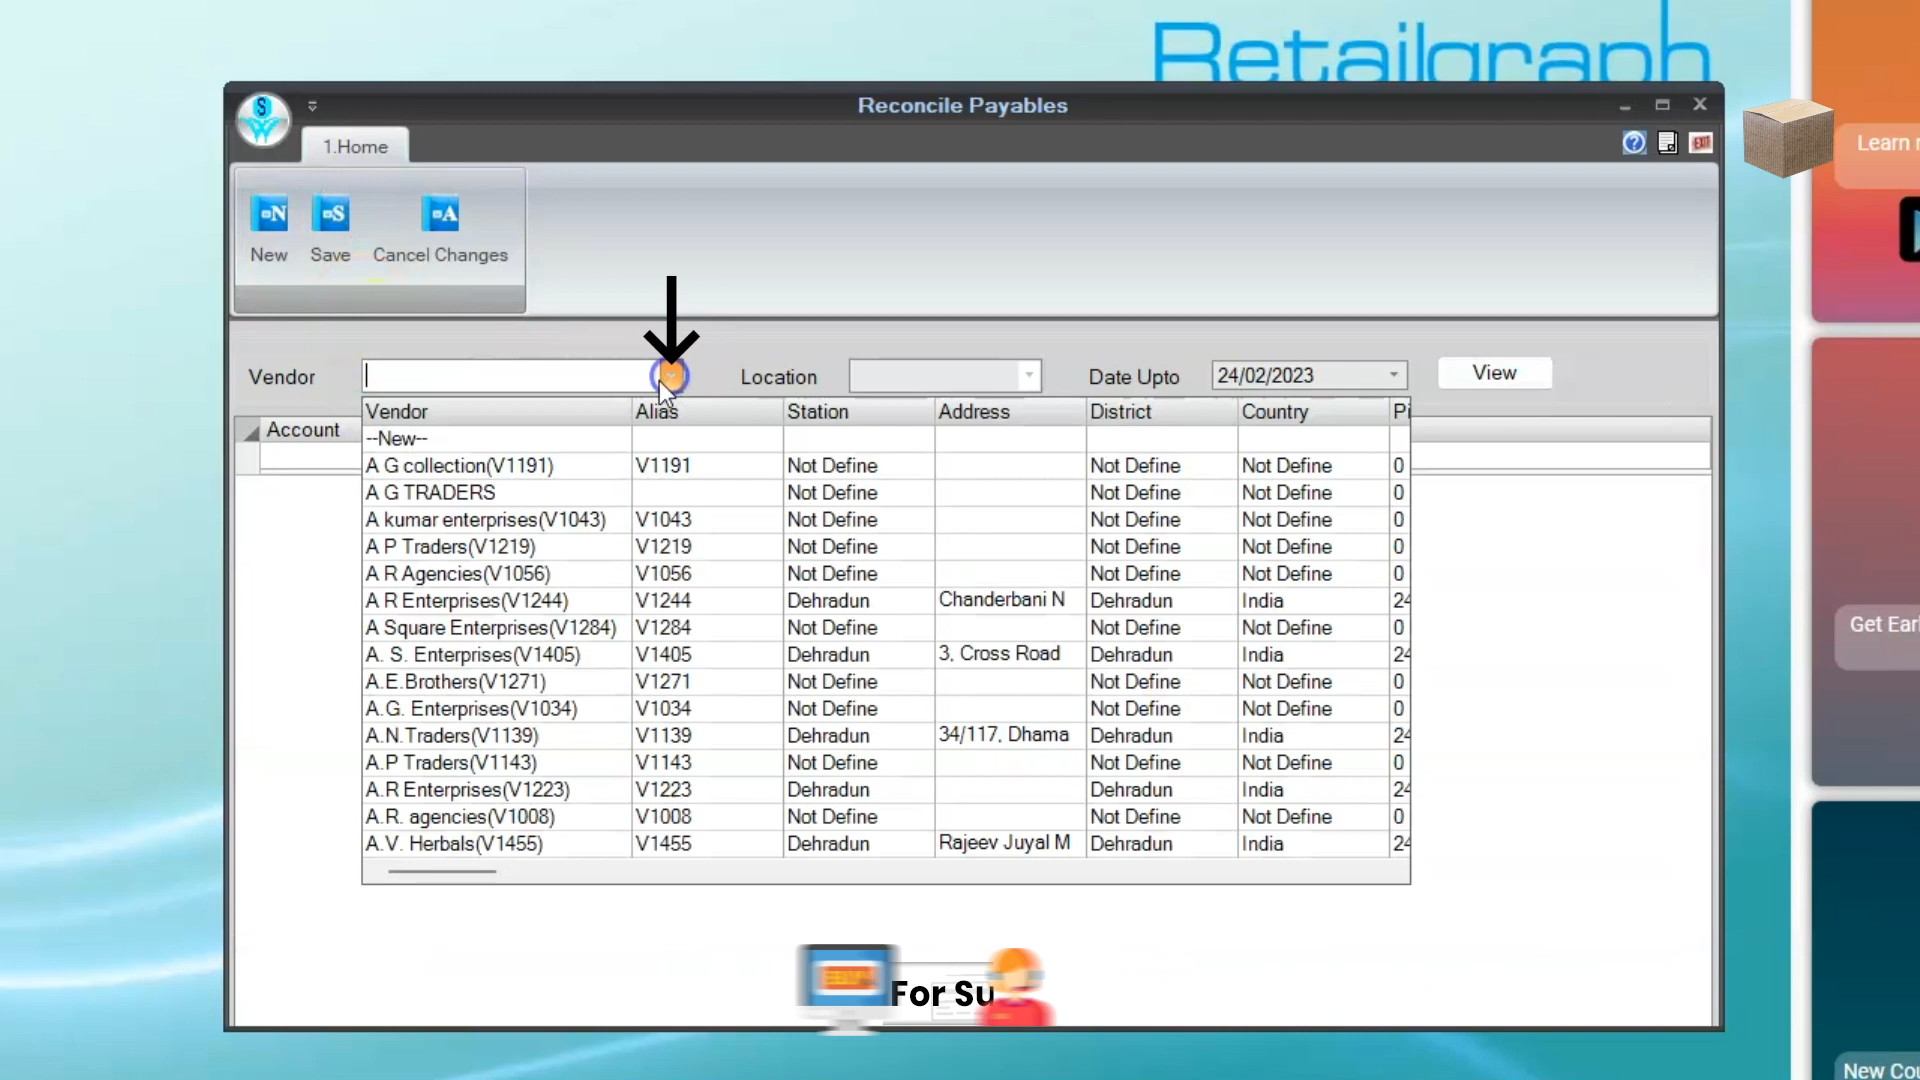 Retailgraph
Reconcile Payables
1.Home
Learn
New Save Cancel Changes
Vendor Location Date Upto 24/02/2023 View
Account
Vendor Alias Station Address District Country Pi
--New--
A G collection(V1191) V1191 Not Define Not Define Not Define 0
A G TRADERS Not Define Not Define Not Define 0
A kumar enterprises(V1043) V1043 Not Define Not Define Not Define 0
A P Traders(V1219) V1219 Not Define Not Define Not Define 0
A R Agencies(V1056) V1056 Not Define Not Define Not Define 0
A R Enterprises(V1244) V1244 Dehradun Chanderbani N Dehradun India 24
A Square Enterprises(V1284) V1284 Not Define Not Define Not Define 0
A. S. Enterprises(V1405) V1405 Dehradun 3, Cross Road Dehradun India 24
A.E.Brothers(V1271) V1271 Not Define Not Define Not Define 0
A.G. Enterprises(V1034) V1034 Not Define Not Define Not Define 0
A.N.Traders(V1139) V1139 Dehradun 34/117, Dhama Dehradun India 24
A.P Traders(V1143) V1143 Not Define Not Define Not Define 0
A.R Enterprises(V1223) V1223 Dehradun Dehradun India 24
A.R. agencies(V1008) V1008 Not Define Not Define Not Define 0
A.V. Herbals(V1455) V1455 Dehradun Rajeev Juyal M Dehradun India 24
Get Earl
For Su
New Cou